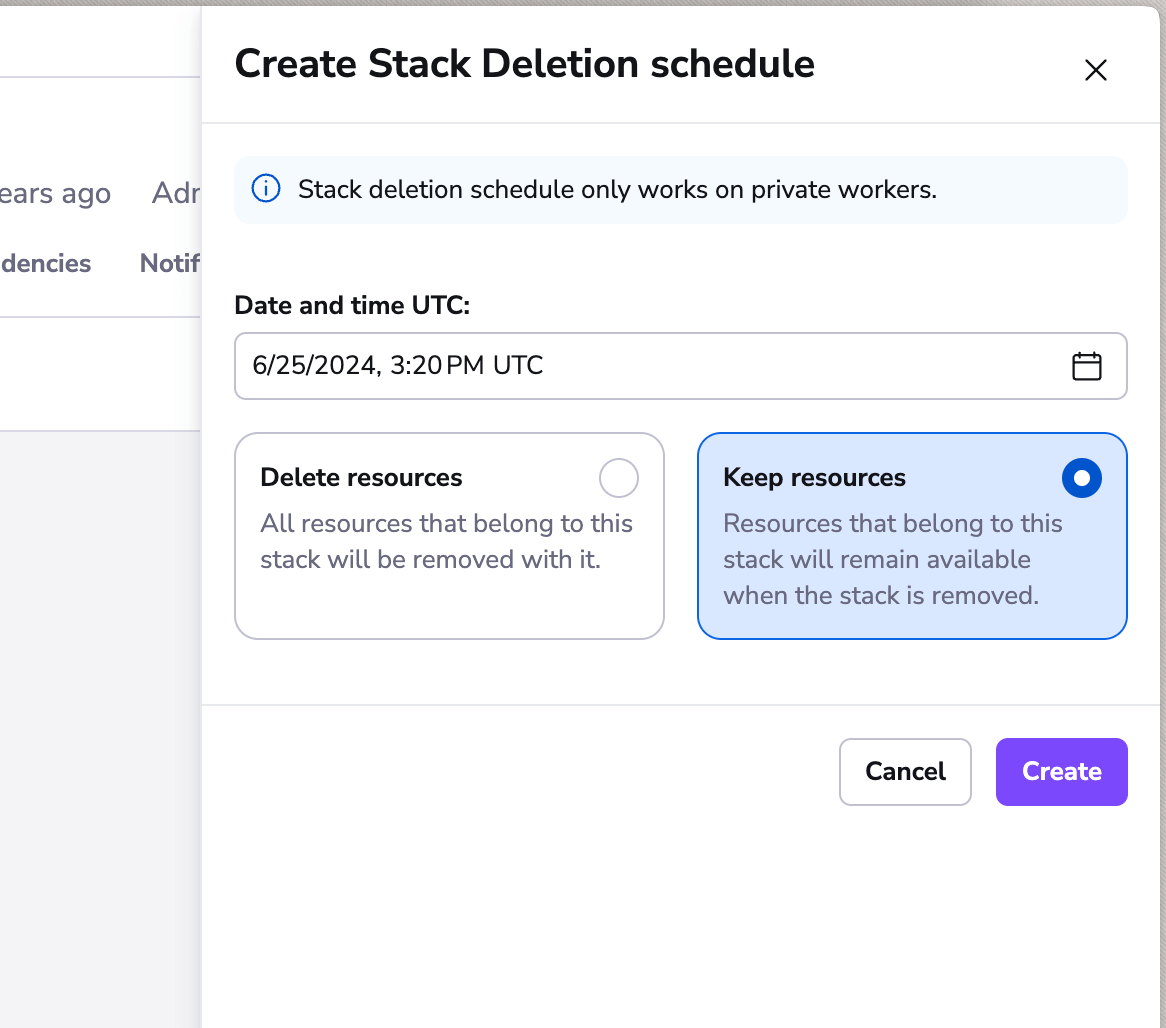 Create Stack Deletion schedule
Stack deletion schedule only works on private workers.
ears ago Adr
dencies Notif
Date and time UTC:
6/25/2024, 3:20 PM UTC
Delete resources
All resources that belong to this
stack will be removed with it.
Keep resources
Resources that belong to this
stack will remain available
when the stack is removed.
Cancel
Create